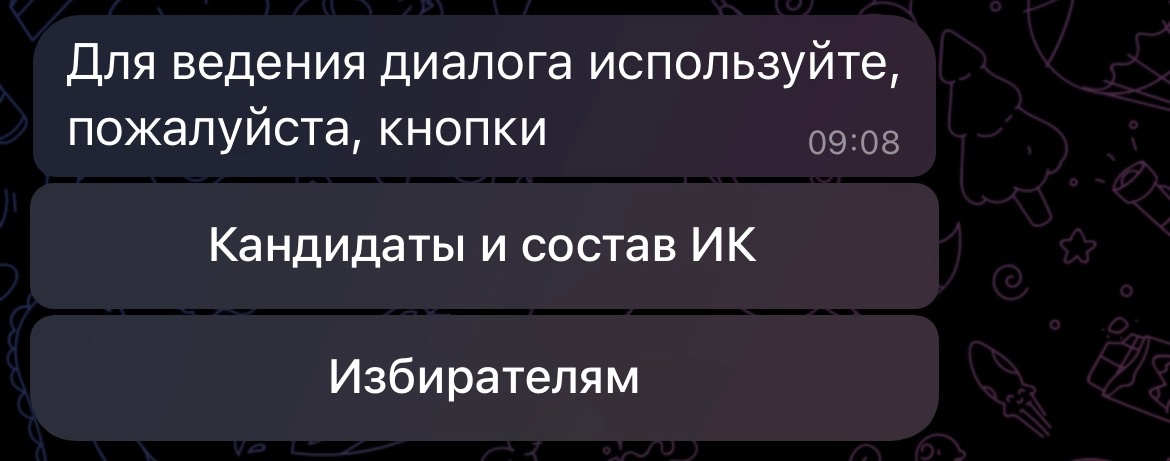 Для ведения диалога используйте,
пожалуйста, кнопки
09:08
Кандидаты и состав ИК
Избирателям